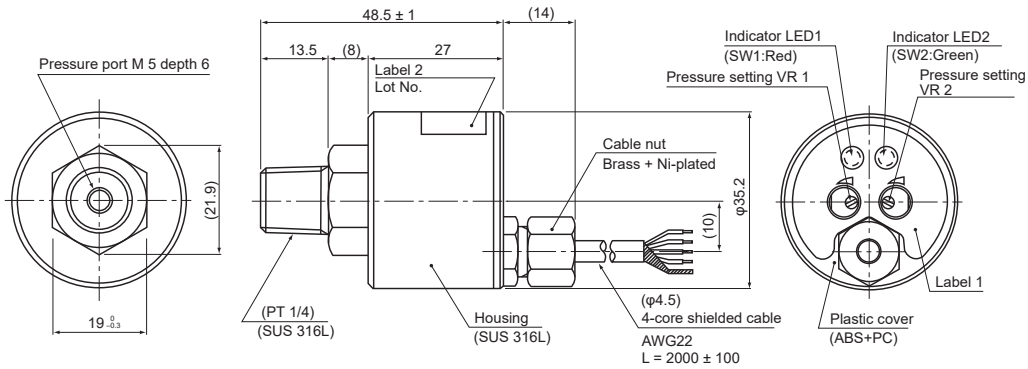 48.5 ± 1
(14)
13.5
(8)
27
Pressure port M 5 depth 6
Label 2
Lot No.
(21.9)
19 0 -0.3
(PT 1/4)
(SUS 316L)
Housing
(SUS 316L)
Cable nut
Brass + Ni-plated
φ35.2
(10)
(φ4.5)
4-core shielded cable
AWG22
L = 2000 ± 100
Indicator LED1
(SW1:Red)
Pressure setting VR 1
Indicator LED2
(SW2:Green)
Pressure setting
VR 2
Label 1
Plastic cover
(ABS+PC)